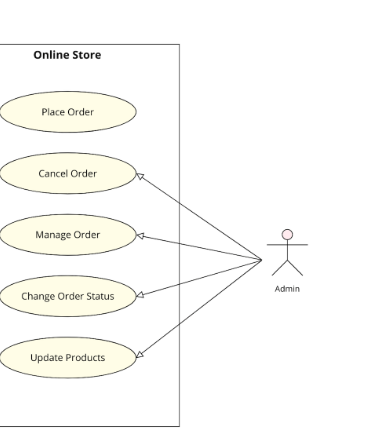 Online Store
Place Order
Cancel Order
Manage Order
Admin
Change Order Status
Update Products